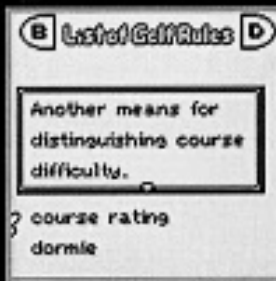 B List of Golf Rules D
Another means for
distinguishing course
difficulty.
course rating
dormie